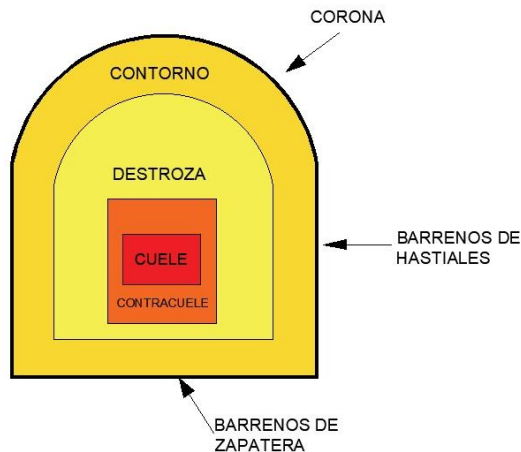 CORONA
CONTORNO
DESTROZA
BARRENOS DE
HASTIALES
CUELE
CONTRACUELE
BARRENOS DE
ZAPATERA